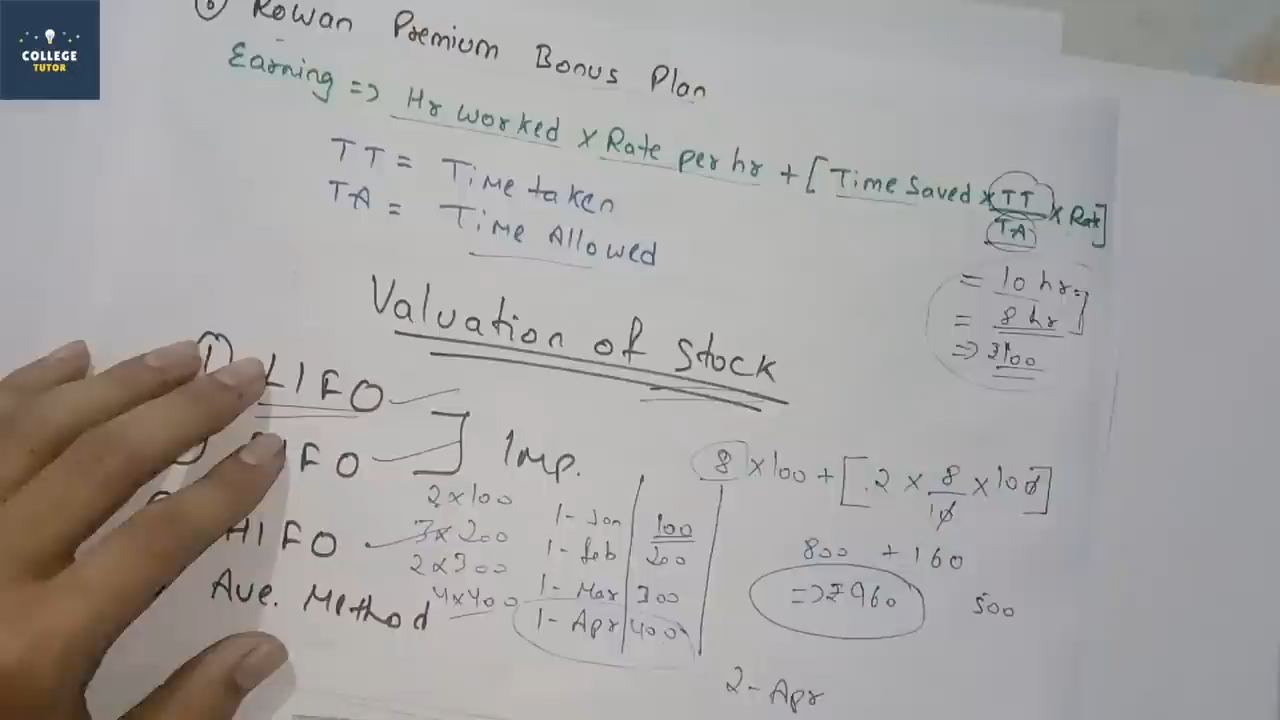 COLLEGE
TUTOR
Rowan Premium Bonus Plan
Earning => Hr worked x Rate per hr + [Time Saved x TT/TA x Rate]
TT = Time taken
TA = Time Allowed
= 10 hr
= 8 hr
=> 100
Valuation of Stock
LIFO
FIFO
Imp.
HIFO
Ave. Method
2x100
3x200
2x300
4x400
1- Jan 100
1- feb 200
1- Mar 300
1- Apr 400
8 x 100 + [2 x 8/10 x 100]
800 + 160
=> ₹960
500
2- Apr